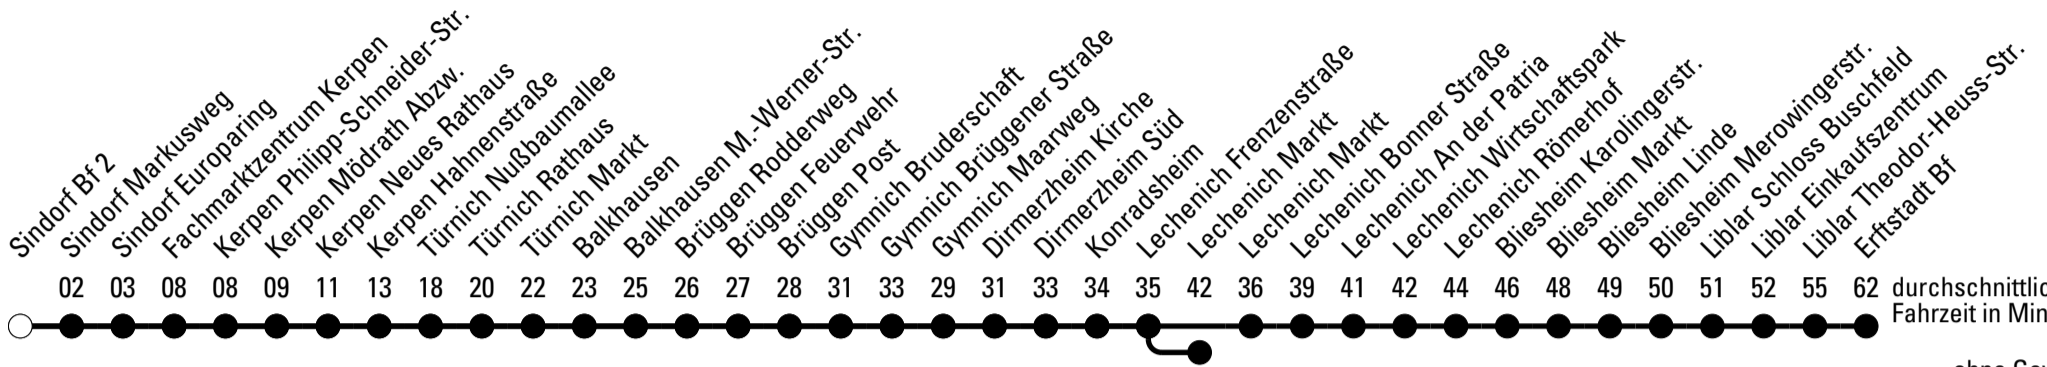 Sindorf Bf 2
Sindorf Markusweg
Sindorf Europaring
Fachmarktzentrum Kerpen
Kerpen Philipp-Schneider-Str.
Kerpen Mödrath Abzw.
Kerpen Neues Rathaus
Kerpen Hahnenstraße
Türnich Nußbaumallee
Türnich Rathaus
Türnich Markt
Balkhausen
Balkhausen M.-Werner-Str.
Brüggen Rodderweg
Brüggen Feuerwehr
Brüggen Post
Gymnich Bruderschaft
Gymnich Brüggener Straße
Gymnich Maarweg
Dirmerzheim Kirche
Dirmerzheim Süd
Konradsheim
Lechenich Frenzenstraße
Lechenich Markt
Lechenich Markt
Lechenich Bonner Straße
Lechenich An der Patria
Lechenich Wirtschaftspark
Lechenich Römerhof
Bliesheim Karolingerstr.
Bliesheim Markt
Bliesheim Linde
Bliesheim Merowingerstr.
Liblar Schloss Buschfeld
Liblar Einkaufszentrum
Liblar Theodor-Heuss-Str.
Erftstadt Bf
02 03 08 08 09 11 13 18 20 22 23 25 26 27 28 31 33 29 31 33 34 35 42 36 39 41 42 44 46 48 49 50 51 52 55 62 durchschnittlic
Fahrzeit in Min